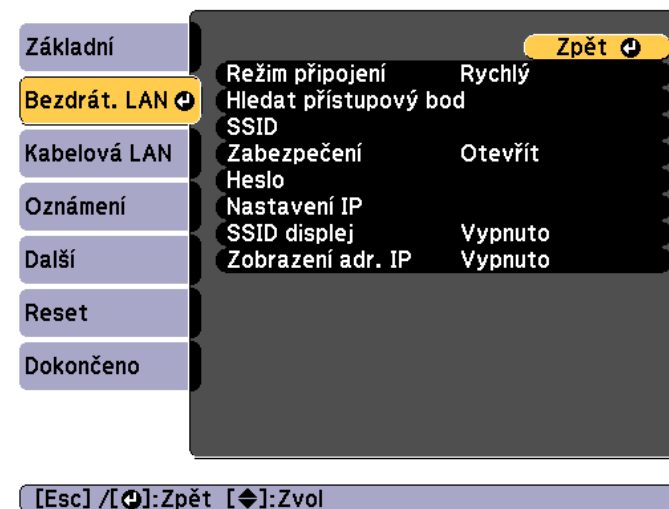 Základní
Bezdrát. LAN
Kabelová LAN
Oznámení
Další
Reset
Dokončeno
Zpět
Režim připojení Rychlý
Hledat přístupový bod
SSID
Zabezpečení Otevřít
Heslo
Nastavení IP
SSID displej Vypnuto
Zobrazení adr. IP Vypnuto
[Esc] /[]:Zpět []:Zvol